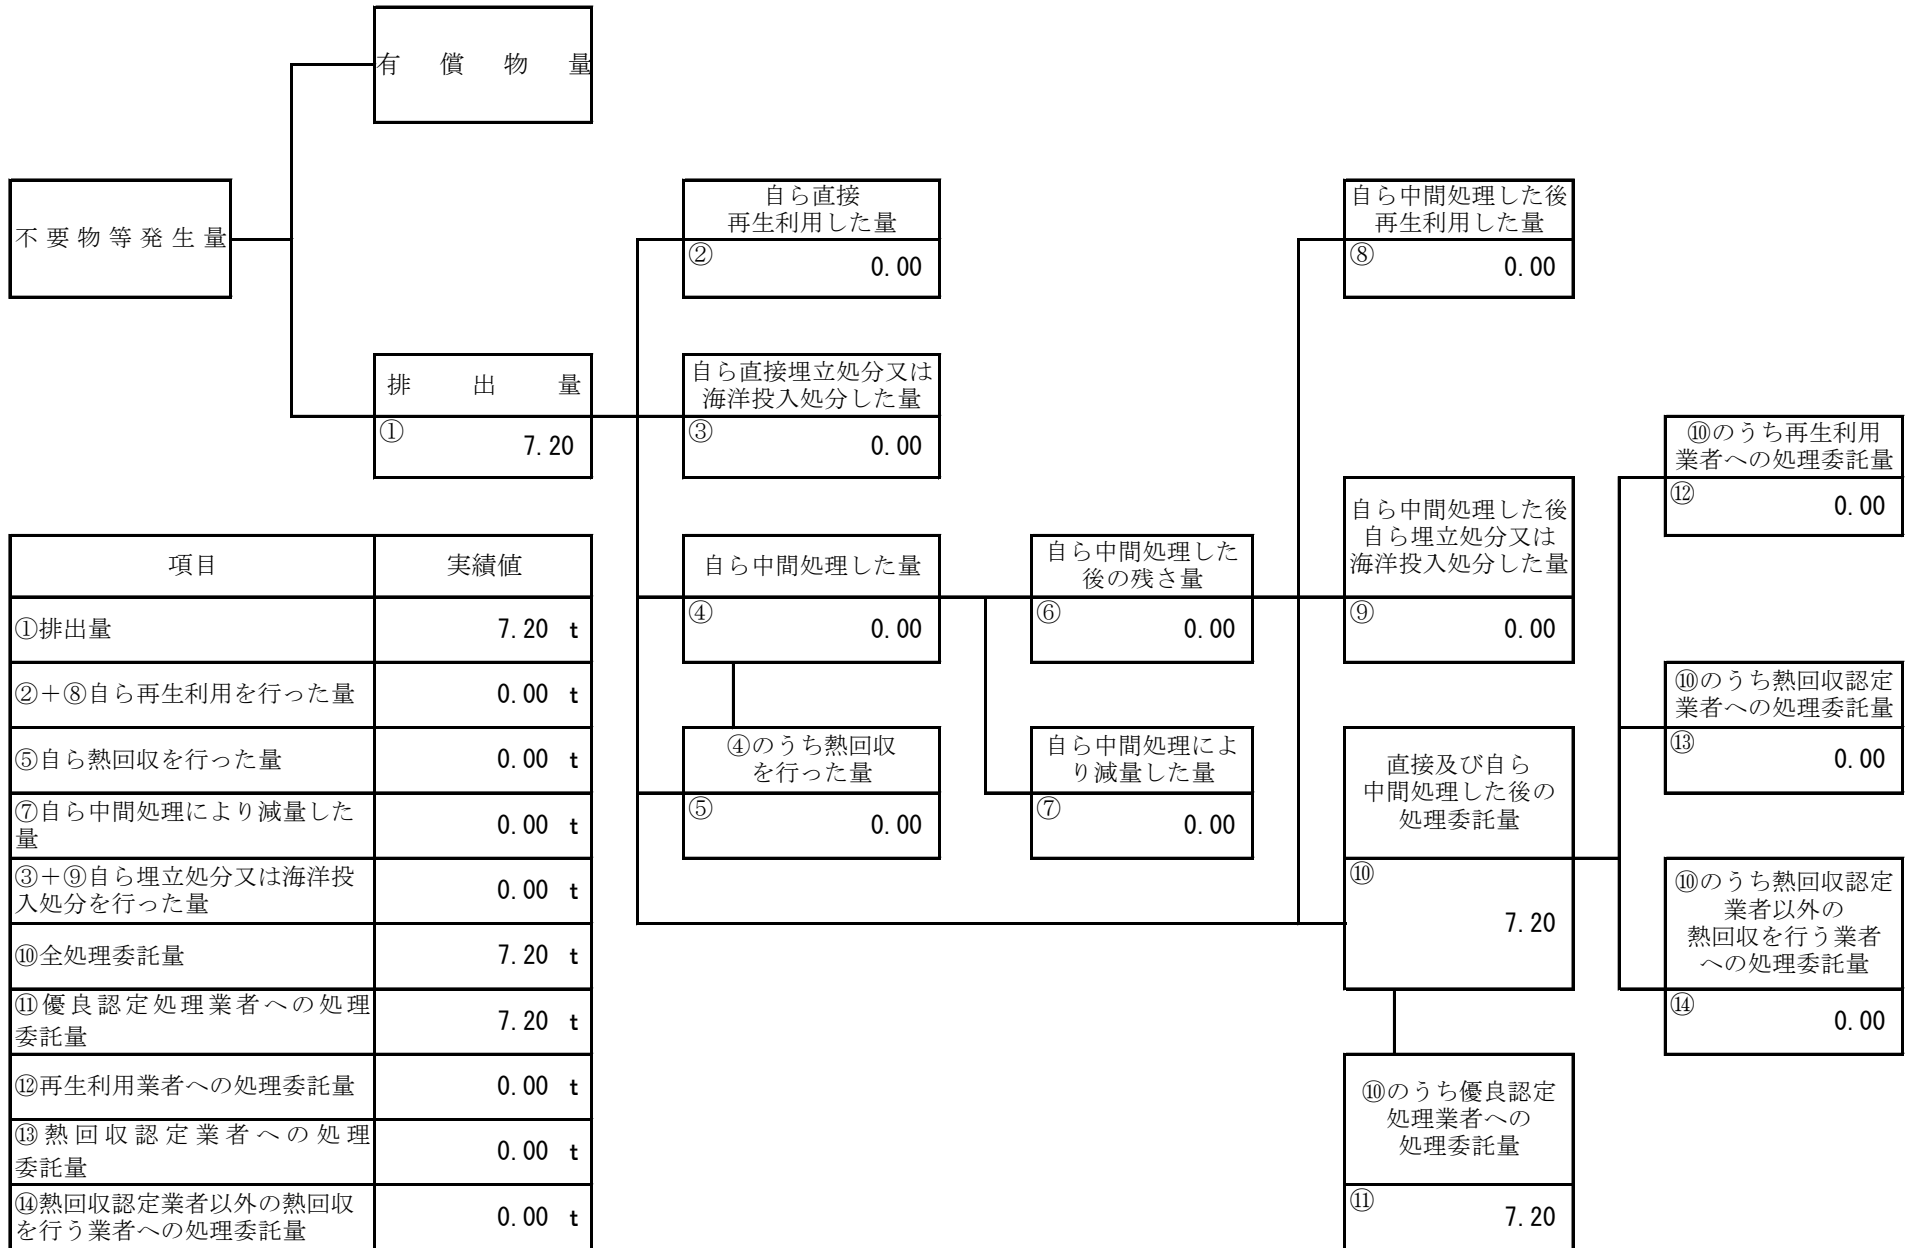 有償物量
不要物等発生量
自ら直接
再生利用した量
②
0.00
自ら中間処理した後
再生利用した量
⑧
0.00
排出量
①
7.20
自ら直接埋立処分又は
海洋投入処分した量
③
0.00
⑩のうち再生利用
業者への処理委託量
⑫
0.00
自ら中間処理した量
④
0.00
自ら中間処理した
後の残さ量
⑥
0.00
自ら中間処理した後
自ら埋立処分又は
海洋投入処分した量
⑨
0.00
④のうち熱回収
を行った量
⑤
0.00
自ら中間処理によ
り減量した量
⑦
0.00
直接及び自ら
中間処理した後の
処理委託量
⑩
7.20
⑩のうち熱回収認定
業者への処理委託量
⑬
0.00
⑩のうち熱回収認定
業者以外の
熱回収を行う業者
への処理委託量
⑭
0.00
⑩のうち優良認定
処理業者への
処理委託量
⑪
7.20
項目 実績値
①排出量 7.20 t
②＋⑧自ら再生利用を行った量 0.00 t
⑤自ら熱回収を行った量 0.00 t
⑦自ら中間処理により減量した
量
0.00 t
③＋⑨自ら埋立処分又は海洋投
入処分を行った量
0.00 t
⑩全処理委託量 7.20 t
⑪優良認定処理業者への処理
委託量
7.20 t
⑫再生利用業者への処理委託量 0.00 t
⑬熱回収認定業者への処理
委託量
0.00 t
⑭熱回収認定業者以外の熱回収
を行う業者への処理委託量
0.00 t